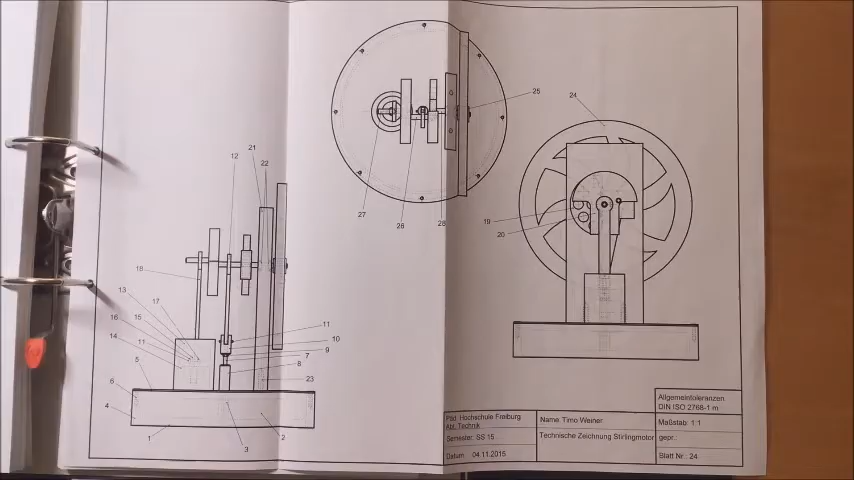 25
24
27
26
28
19
20
21
12
22
18
13
17
15
16
14
11
5
6
4
1
3
2
11
10
9
7
8
23
Päd. Hochschule Freiburg
Abt. Technik
Semester: SS 15
Datum: 04.11.2015
Name: Timo Weiner
Technische Zeichnung Stirlingmotor
Allgemeintoleranzen
DIN ISO 2768-1 m
Maßstab: 1:1
gepr.:
Blatt Nr.: 24